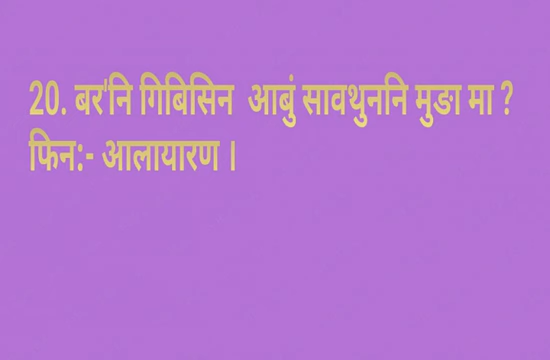 20. बर'नि गिबिसिन आबुं सावथुननि मुङा मा ?
फिन:- आलायारण ।